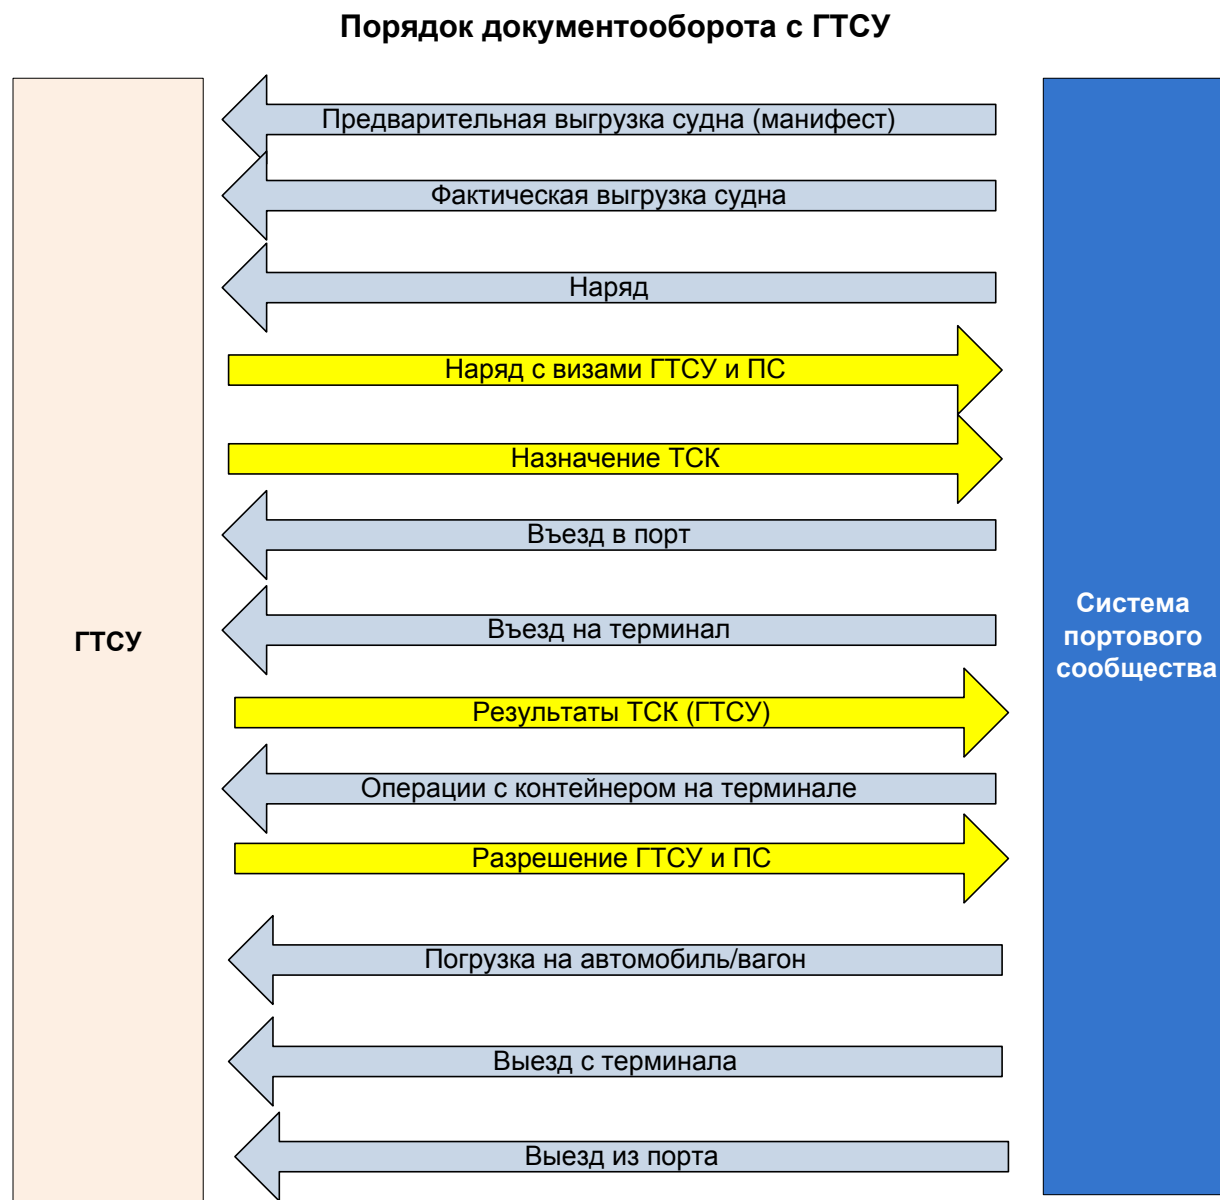 Порядок документооборота с ГТСУ
Предварительная выгрузка судна (манифест)
Фактическая выгрузка судна
Наряд
Наряд с визами ГТСУ и ПС
Назначение ТСК
Въезд в порт
Въезд на терминал
ГТСУ
Система
портового
сообщества
Результаты ТСК (ГТСУ)
Операции с контейнером на терминале
Разрешение ГТСУ и ПС
Погрузка на автомобиль/вагон
Выезд с терминала
Выезд из порта